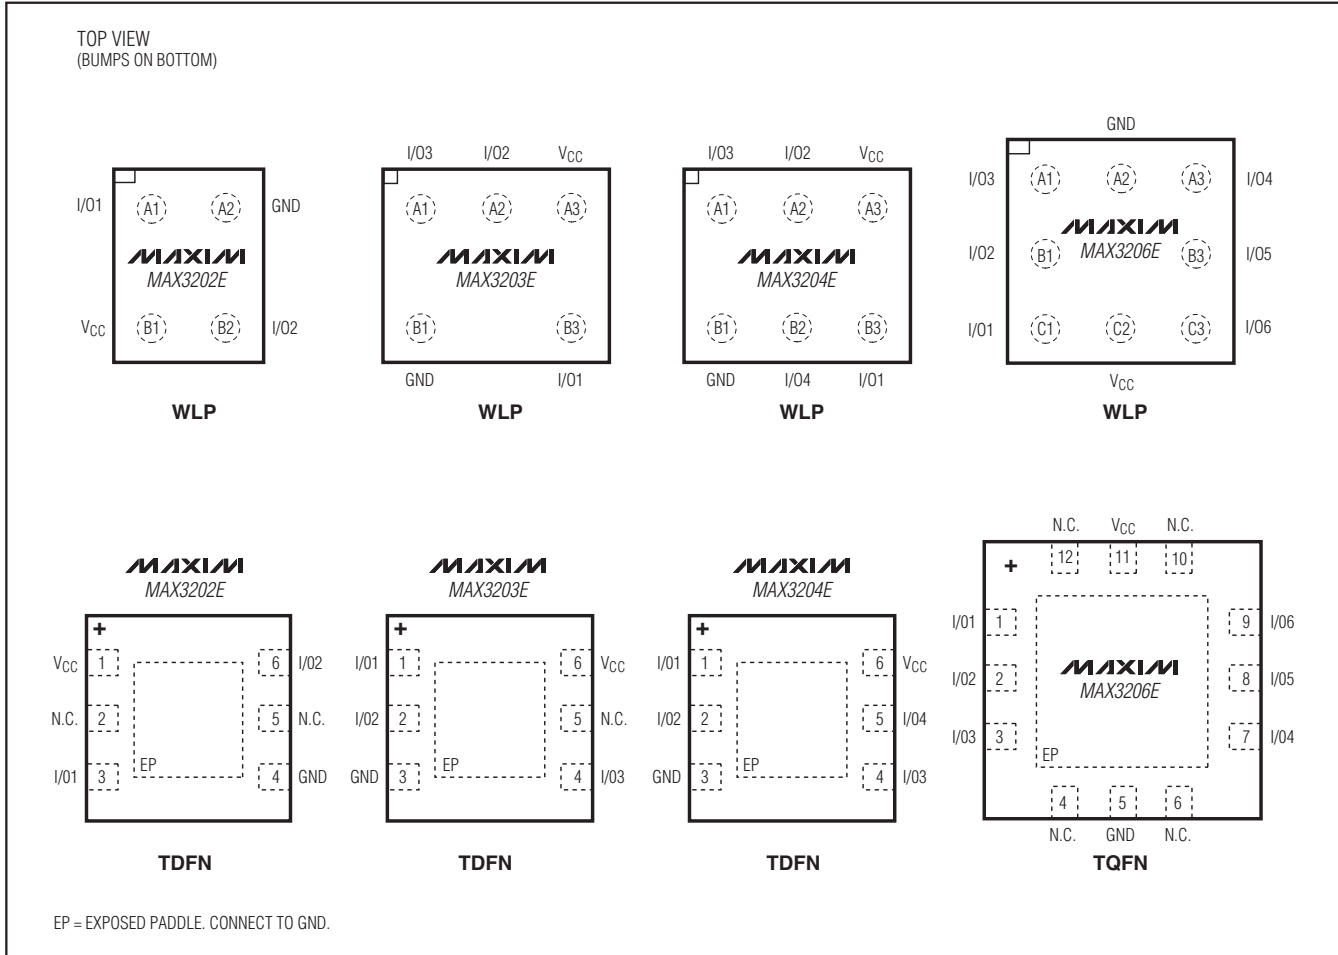 TOP VIEW
(BUMPS ON BOTTOM)
I/O1 A1 A2 GND
MAXIM
MAX3202E
VCC B1 B2 I/O2
WLP
I/O3 I/O2 VCC
A1 A2 A3
MAXIM
MAX3203E
B1 B3
GND I/O1
WLP
I/O3 I/O2 VCC
A1 A2 A3
MAXIM
MAX3204E
B1 B2 B3
GND I/O4 I/O1
WLP
GND
I/O3 A1 A2 A3 I/O4
MAXIM
MAX3206E
I/O2 B1 B3 I/O5
I/O1 C1 C2 C3 I/O6
VCC
WLP
MAXIM
MAX3202E
+
VCC 1 6 I/O2
N.C. 2 5 N.C.
I/O1 3 EP 4 GND
TDFN
MAXIM
MAX3203E
+
I/O1 1 6 VCC
I/O2 2 5 N.C.
GND 3 EP 4 I/O3
TDFN
MAXIM
MAX3204E
+
I/O1 1 6 VCC
I/O2 2 5 I/O4
GND 3 EP 4 I/O3
TDFN
N.C. VCC N.C.
+ 12 11 10
I/O1 1 9 I/O6
MAXIM
I/O2 2 MAX3206E 8 I/O5
I/O3 3 7 I/O4
EP
4 5 6
N.C. GND N.C.
TQFN
EP = EXPOSED PADDLE. CONNECT TO GND.